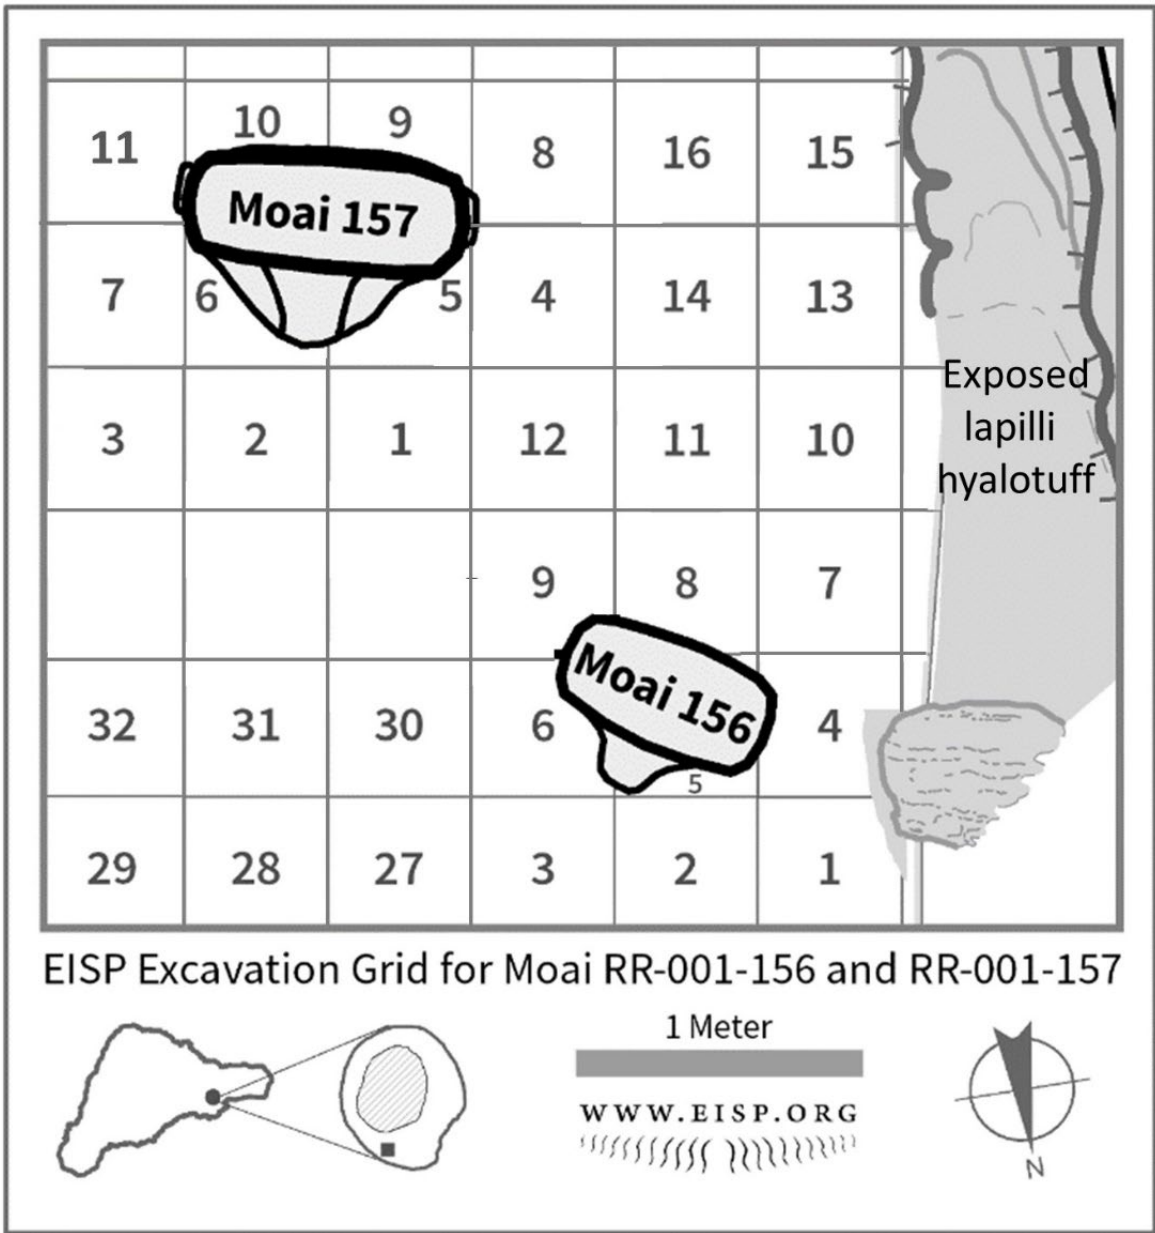 11 10 9 8 16 15
Moai 157
7 6 5 4 14 13
Exposed
lapilli
hyalotuff
3 2 1 12 11 10
9 8 7
Moai 156
32 31 30 6 4
5
29 28 27 3 2 1
EISP Excavation Grid for Moai RR-001-156 and RR-001-157
1 Meter
WWW.EISP.ORG
N